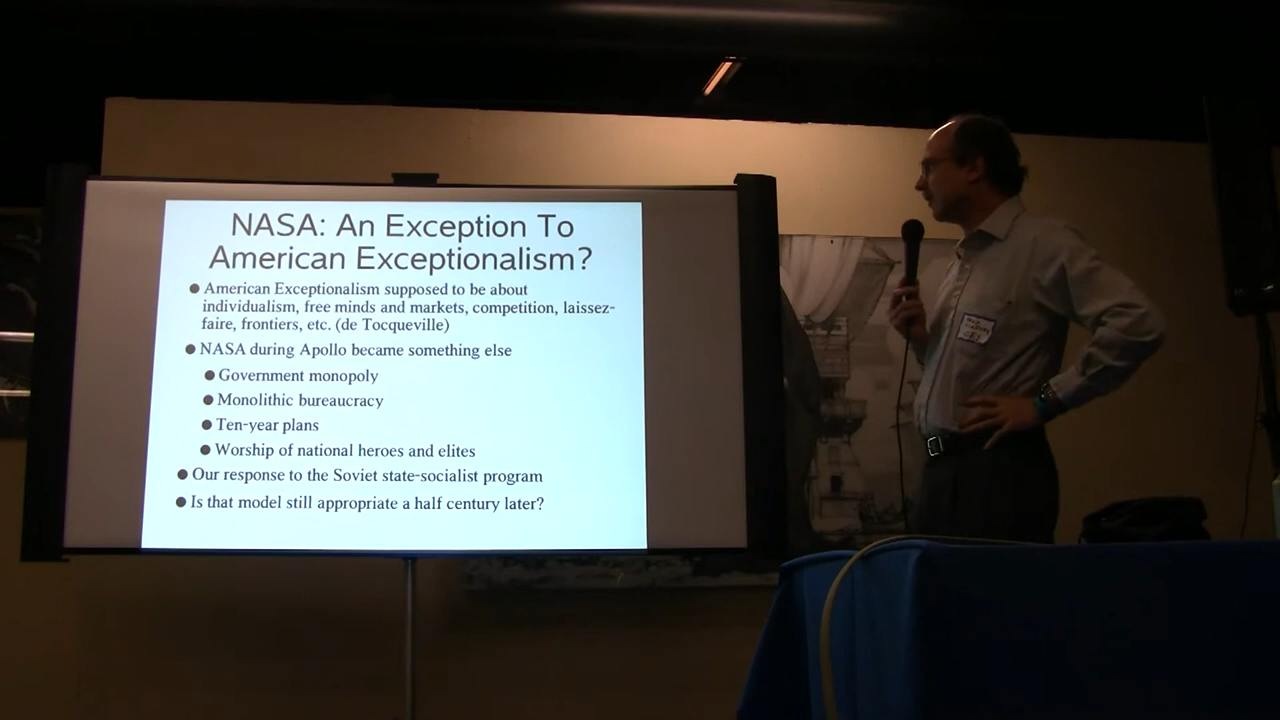 NASA: An Exception To
American Exceptionalism?
● American Exceptionalism supposed to be about
individualism, free minds and markets, competition, laissez-
faire, frontiers, etc. (de Tocqueville)
● NASA during Apollo became something else
● Government monopoly
● Monolithic bureaucracy
● Ten-year plans
● Worship of national heroes and elites
● Our response to the Soviet state-socialist program
● Is that model still appropriate a half century later?